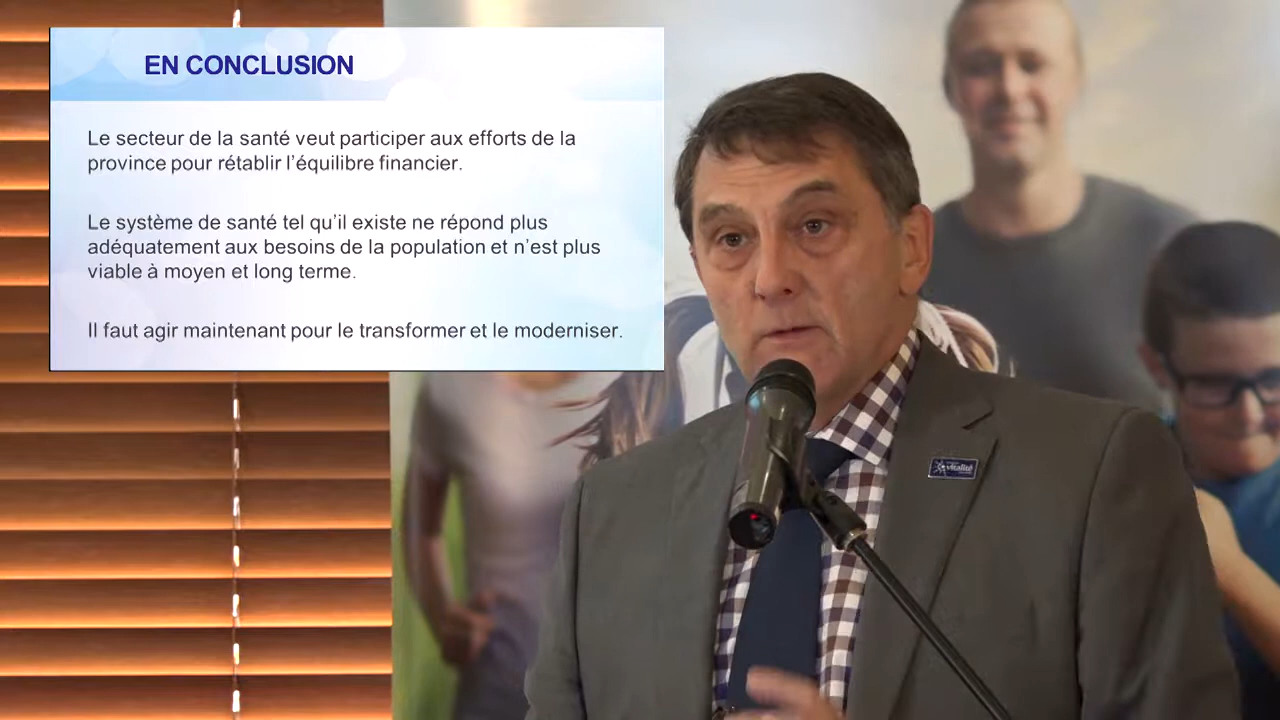 EN CONCLUSION
Le secteur de la santé veut participer aux efforts de la
province pour rétablir l'équilibre financier.
Le système de santé tel qu'il existe ne répond plus
adéquatement aux besoins de la population et n'est plus
viable à moyen et long terme.
Il faut agir maintenant pour le transformer et le moderniser.
vitalité